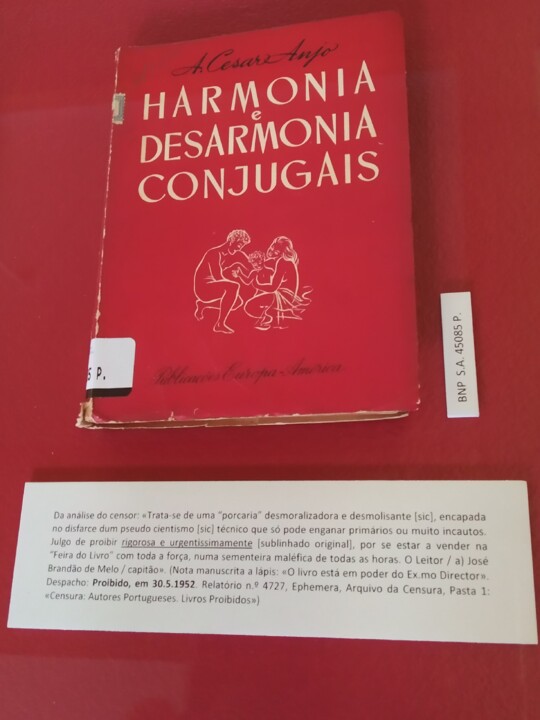 A. Cesar Anjo
HARMONIA
e
DESARMONIA
CONJUGAIS
Publicações Europa-América
5 P.
BNP S.A. 45085 P.
Da análise do censor: «Trata-se de uma "porcaria" desmoralizadora e desmolisante [sic], encapada
no disfarce dum pseudo cientismo [sic] técnico que só pode enganar primários ou muito incautos.
Julgo de proibir rigorosa e urgentissimamente [sublinhado original], por se estar a vender na
"Feira do Livro" com toda a força, numa sementeira maléfica de todas as horas. O Leitor / a) José
Brandão de Melo / capitão». (Nota manuscrita a lápis: «O livro está em poder do Ex.mo Director».
Despacho: Proibido, em 30.5.1952. Relatório n.º 4727, Ephemera, Arquivo da Censura, Pasta 1:
«Censura: Autores Portugueses. Livros Proibidos»)